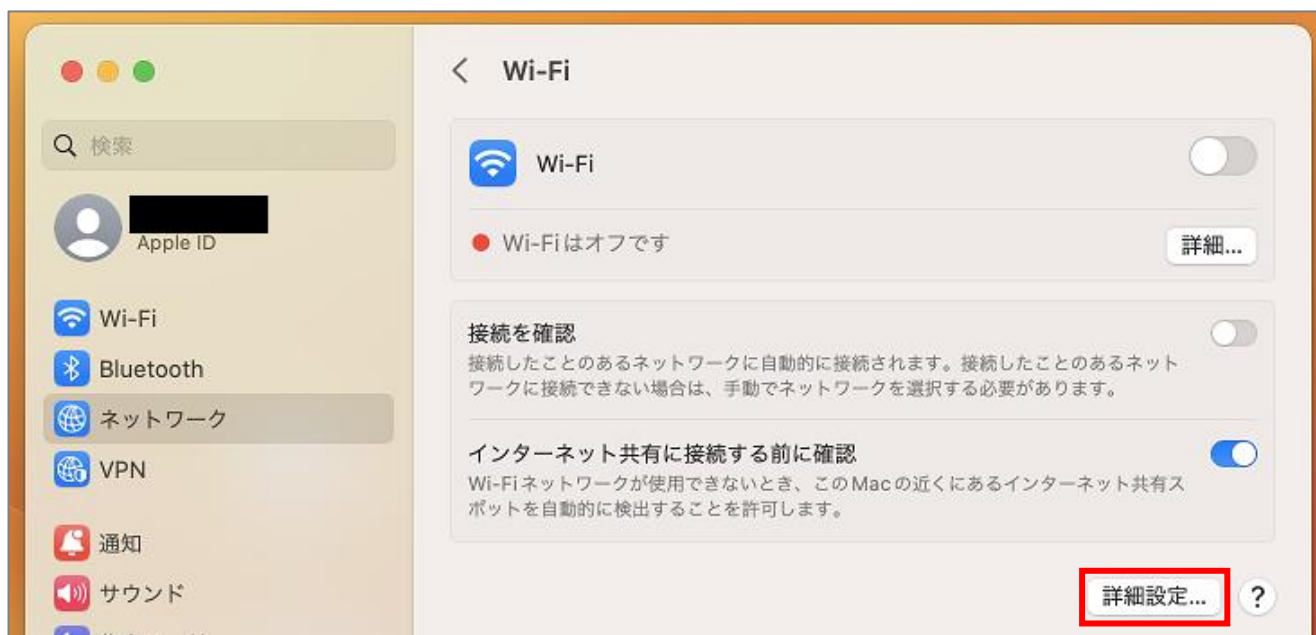 検索
Apple ID
Wi-Fi
Bluetooth
ネットワーク
VPN
通知
サウンド
Wi-Fi
Wi-Fi
Wi-Fiはオフです
詳細...
接続を確認
接続したことのあるネットワークに自動的に接続されます。接続したことのあるネット
ワークに接続できない場合は、手動でネットワークを選択する必要があります。
インターネット共有に接続する前に確認
Wi-Fiネットワークが使用できないとき、このMacの近くにあるインターネット共有ス
ポットを自動的に検出することを許可します。
詳細設定...
?